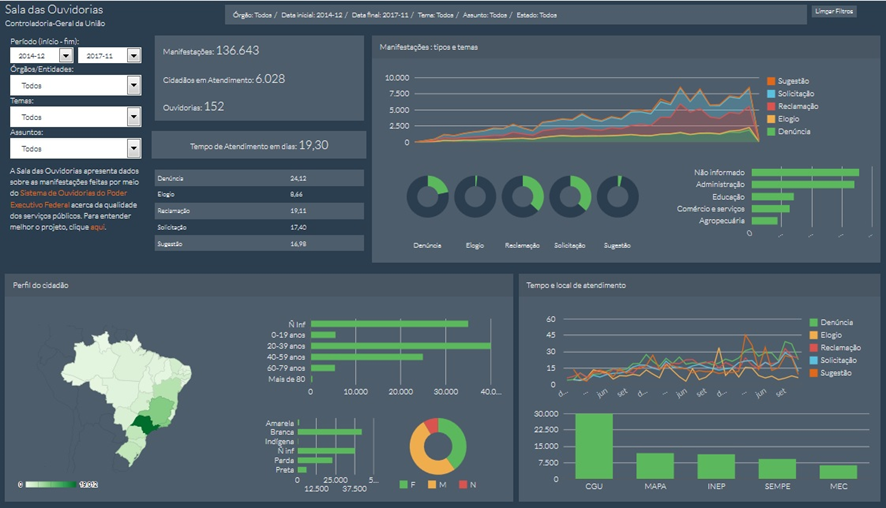 Sala das Ouvidorias
Controladoria-Geral da União
Órgão: Todos / Data inicial: 2014-12 / Data final: 2017-11 / Tema: Todos / Assunto: Todos / Estado: Todos
Limpar Filtros
Período (início - fim):
2014-12
2017-11
Órgãos/Entidades:
Todos
Temas:
Todos
Assuntos:
Todos
A Sala das Ouvidorias apresenta dados
sobre as manifestações feitas por meio
do Sistema de Ouvidorias do Poder
Executivo Federal acerca da qualidade
dos serviços públicos. Para entender
melhor o projeto, clique aqui.
Manifestações: 136.643
Cidadãos em Atendimento: 6.028
Ouvidorias: 152
Tempo de Atendimento em dias: 19,30
Denúncia 24,12
Elogio 8,66
Reclamação 19,11
Solicitação 17,40
Sugestão 16,98
Manifestações: tipos e temas
10.000
7.500
5.000
2.500
0
Sugestão
Solicitação
Reclamação
Elogio
Denúncia
Denúncia
Elogio
Reclamação
Solicitação
Sugestão
Não informado
Administração
Educação
Comércio e serviços
Agropecuária
0
Perfil do cidadão
0
Ñ Inf
0-19 anos
20-39 anos
40-59 anos
60-79 anos
Mais de 80
0 10.000 20.000 30.000 40.0...
Amarela
Branca
Indígena
Ñ Inf
Parda
Preta
0 25.000 5...
12.500 37.500
F M N
Tempo e local de atendimento
60
45
30
15
0
d... jun set d... jun set d... jun set
Denúncia
Elogio
Reclamação
Solicitação
Sugestão
30.000
22.500
15.000
7.500
0
CGU MAPA INEP SEMPE MEC